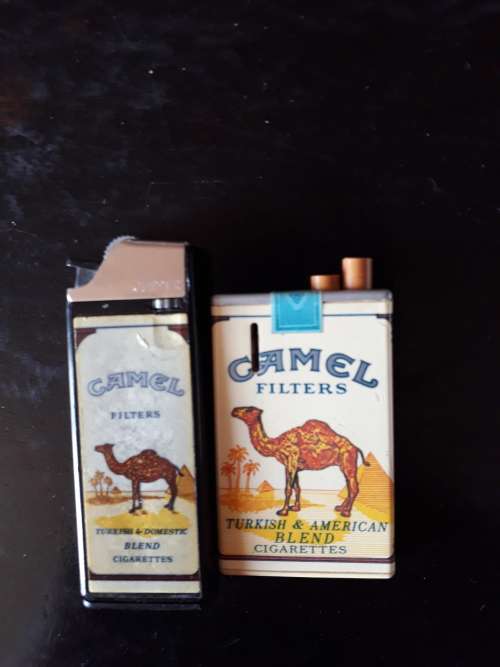 CAMEL
FILTERS
TURKISH & DOMESTIC
BLEND
CIGARETTES
CAMEL
FILTERS
TURKISH & AMERICAN
BLEND
CIGARETTES